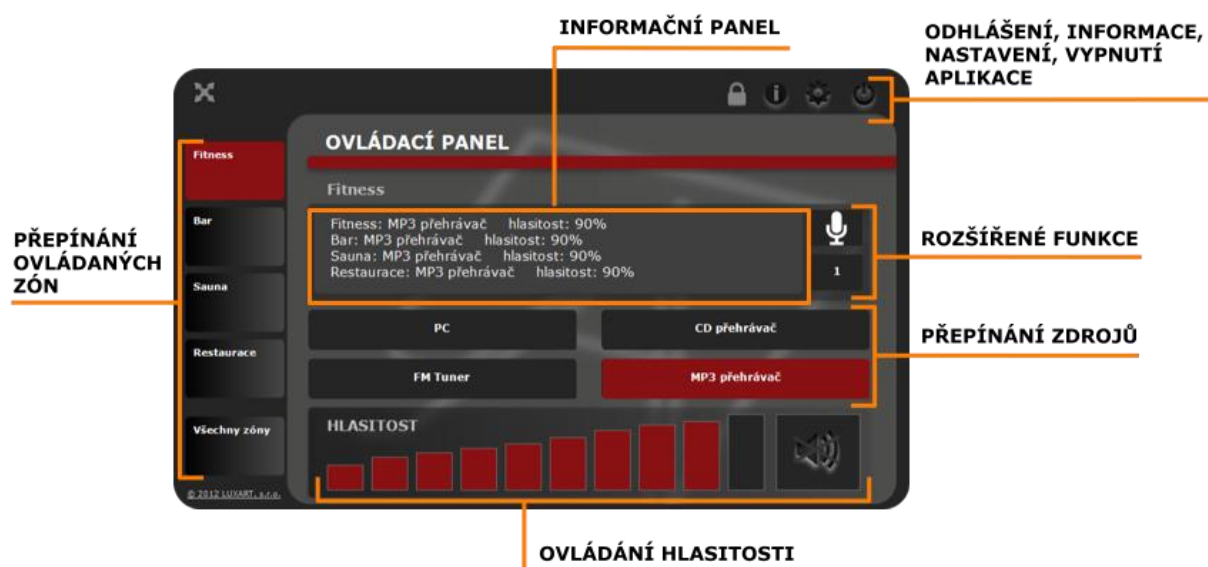 INFORMAČNÍ PANEL
ODHLÁŠENÍ, INFORMACE,
NASTAVENÍ, VYPNUTÍ
APLIKACE
OVLÁDACÍ PANEL
Fitness
Fitness
Fitness: MP3 přehrávač hlasitost: 90%
Bar: MP3 přehrávač hlasitost: 90%
Sauna: MP3 přehrávač hlasitost: 90%
Restaurace: MP3 přehrávač hlasitost: 90%
Bar
PŘEPÍNÁNÍ
OVLÁDANÝCH
ZÓN
ROZŠÍŘENÉ FUNKCE
1
Sauna
PC
CD přehrávač
PŘEPÍNÁNÍ ZDROJŮ
Restaurace
FM Tuner
MP3 přehrávač
Všechny zóny
HLASITOST
© 2012 LUXART, s.r.o.
OVLÁDÁNÍ HLASITOSTI